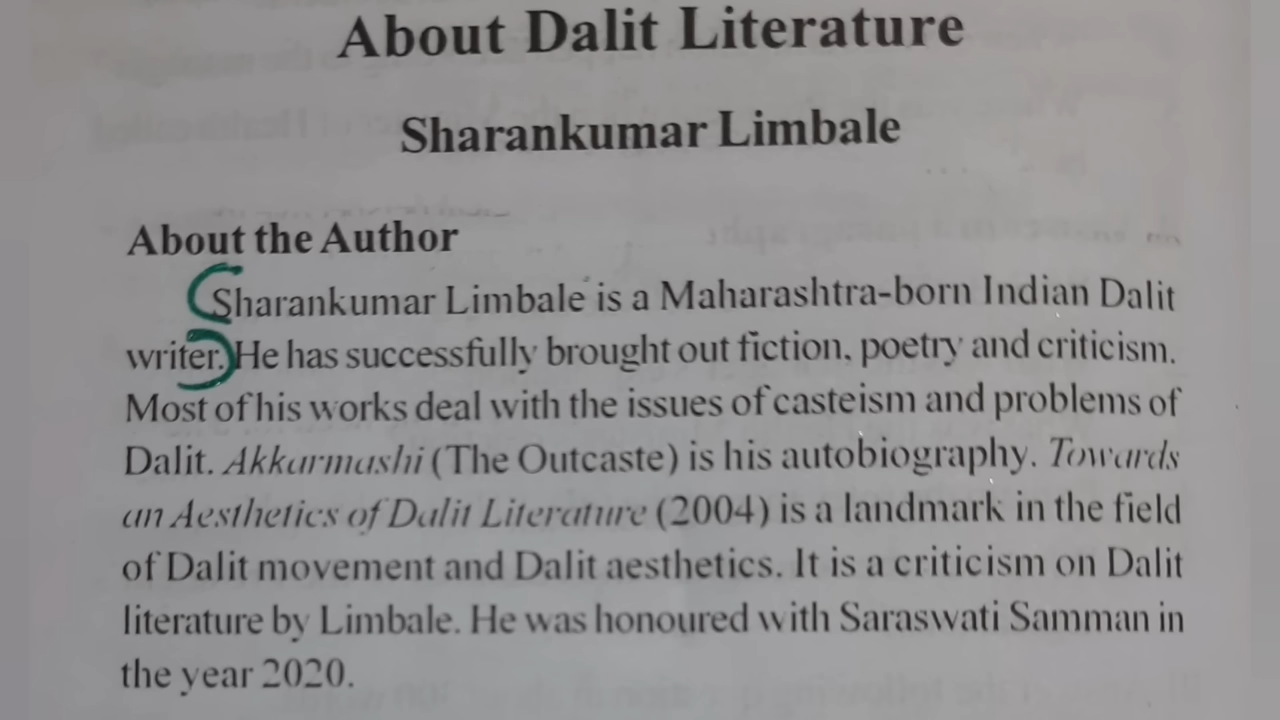 About Dalit Literature
Sharankumar Limbale
About the Author
Sharankumar Limbale is a Maharashtra-born Indian Dalit
writer. He has successfully brought out fiction, poetry and criticism.
Most of his works deal with the issues of casteism and problems of
Dalit. Akkarmashi (The Outcaste) is his autobiography. Towards
an Aesthetics of Dalit Literature (2004) is a landmark in the field
of Dalit movement and Dalit aesthetics. It is a criticism on Dalit
literature by Limbale. He was honoured with Saraswati Samman in
the year 2020.